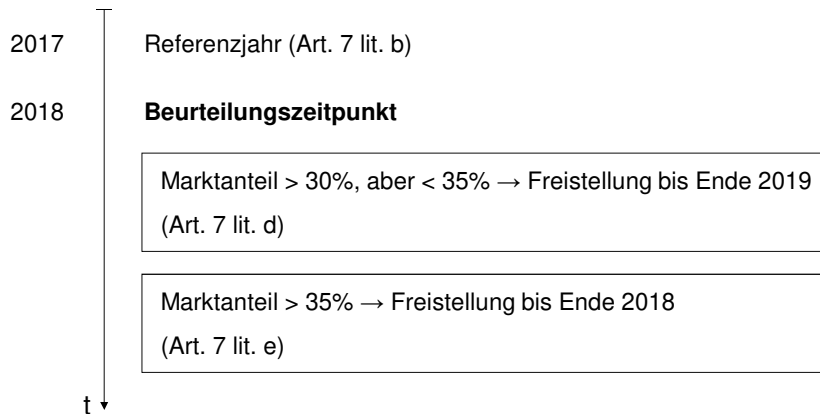 2017 Referenzjahr (Art. 7 lit. b)
2018 Beurteilungszeitpunkt
Marktanteil > 30%, aber < 35% → Freistellung bis Ende 2019
(Art. 7 lit. d)
Marktanteil > 35% → Freistellung bis Ende 2018
(Art. 7 lit. e)
t